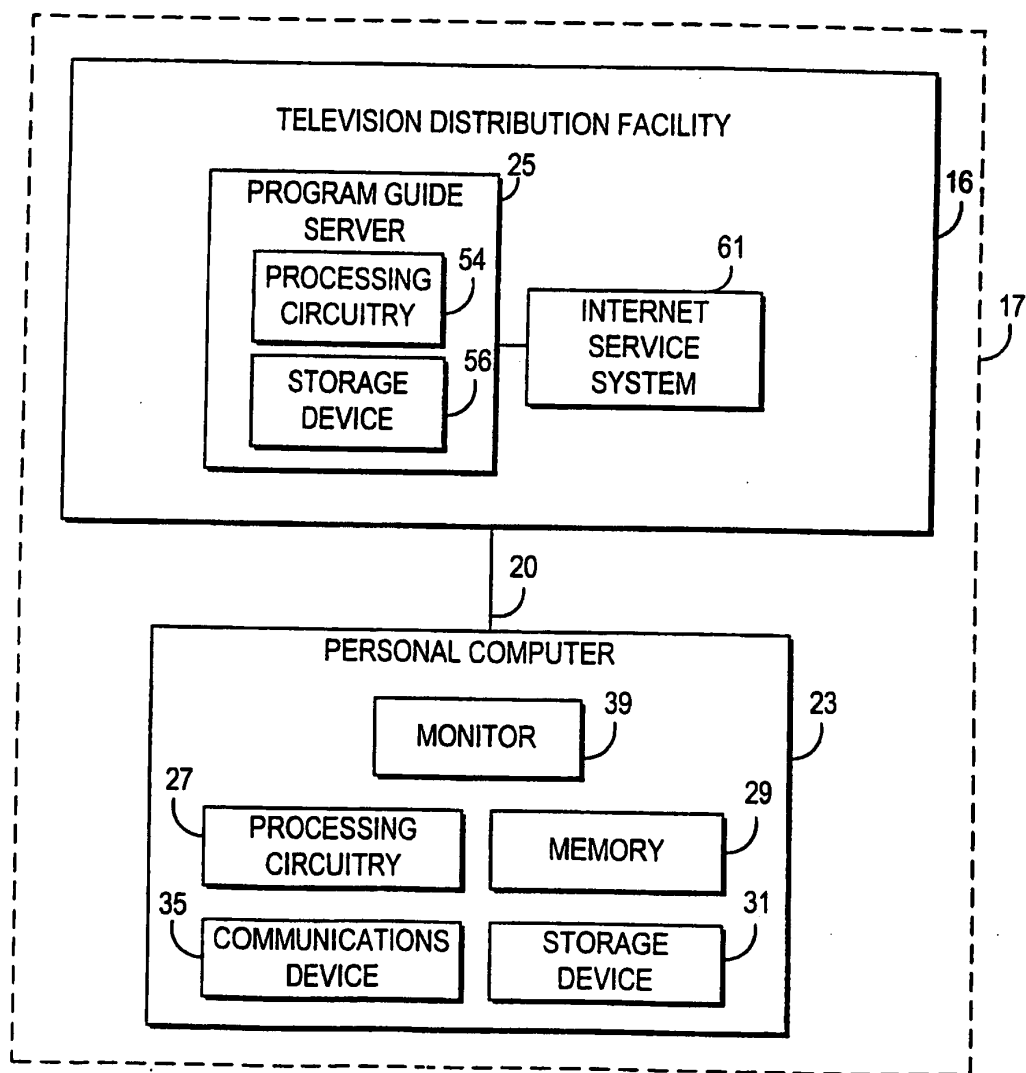 TELEVISION DISTRIBUTION FACILITY
25
PROGRAM GUIDE
SERVER
16
54
PROCESSING
CIRCUITRY
61
INTERNET
SERVICE
SYSTEM
17
56
STORAGE
DEVICE
20
PERSONAL COMPUTER
39
MONITOR
23
27
PROCESSING
CIRCUITRY
29
MEMORY
35
COMMUNICATIONS
DEVICE
31
STORAGE
DEVICE